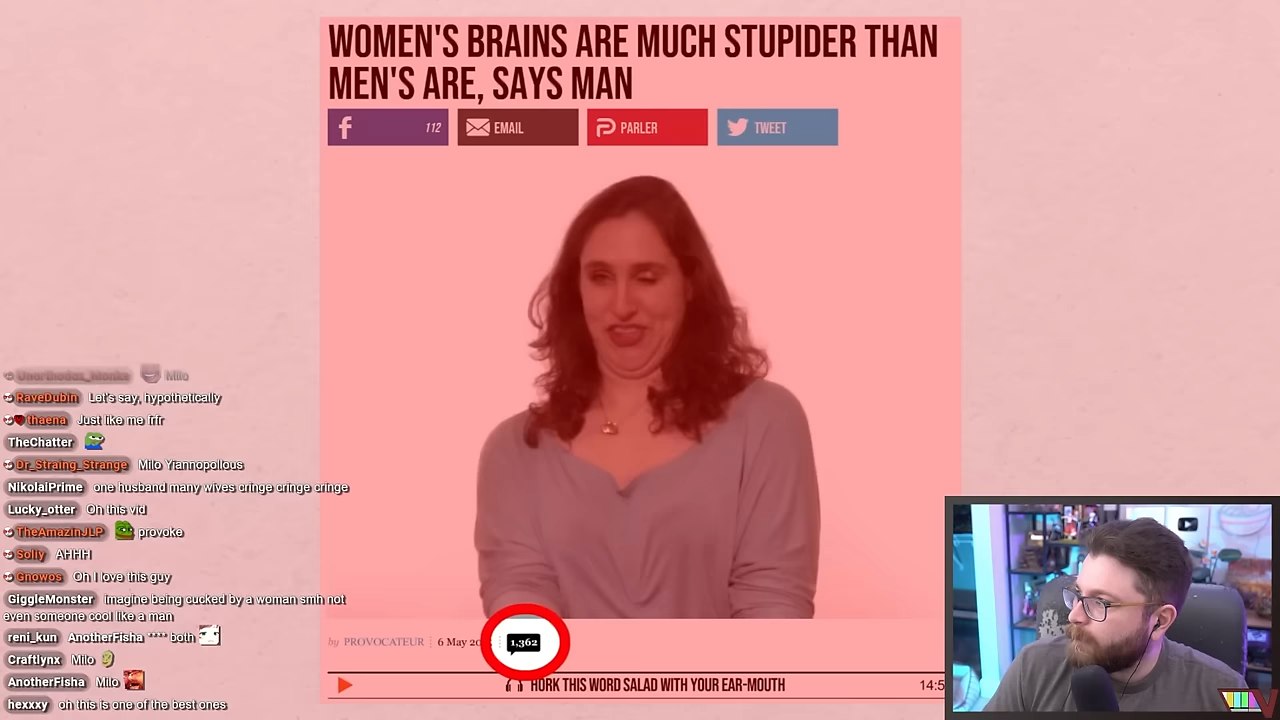 WOMEN'S BRAINS ARE MUCH STUPIDER THAN
MEN'S ARE, SAYS MAN
112
EMAIL
PARLER
TWEET
Milo
RaveDubin Let's say, hypothetically
thaena Just like me frfr
TheChatter
Dr_Straing_Strange Milo Yiannopollous
NikolaiPrime one husband many wives cringe cringe cringe
Lucky_otter Oh this vid
TheAmazinJLP provoke
Solly AHHH
Gnowos Oh I love this guy
GiggleMonster imagine being cucked by a woman smh not
even someone cool like a man
reni_kun AnotherFisha **** both
Craftlynx Milo
AnotherFisha Milo
hexxxy oh this is one of the best ones
by PROVOCATEUR 6 May 1,362
HORK THIS WORD SALAD WITH YOUR EAR-MOUTH 14:5